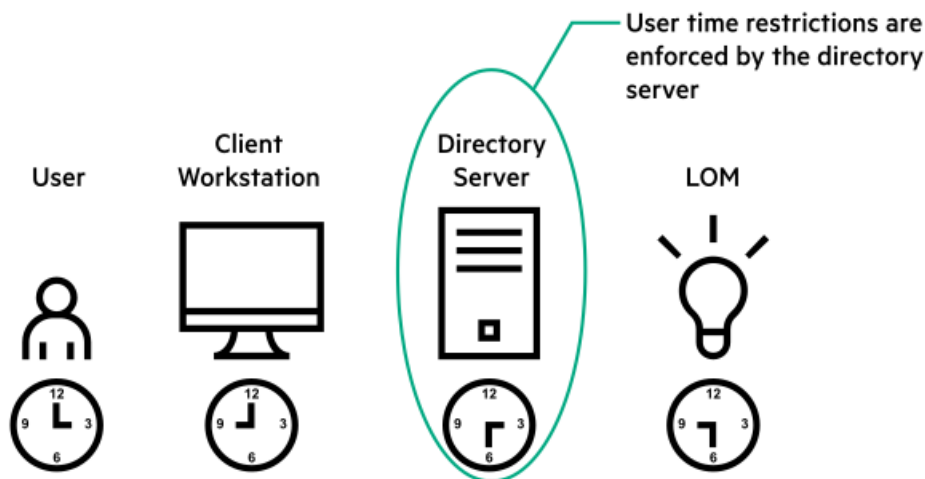 User time restrictions are
enforced by the directory
server
Client
Workstation
Directory
Server
User
LOM
12
9
3
6
12
9
3
6
12
9
3
6
12
9
3
6